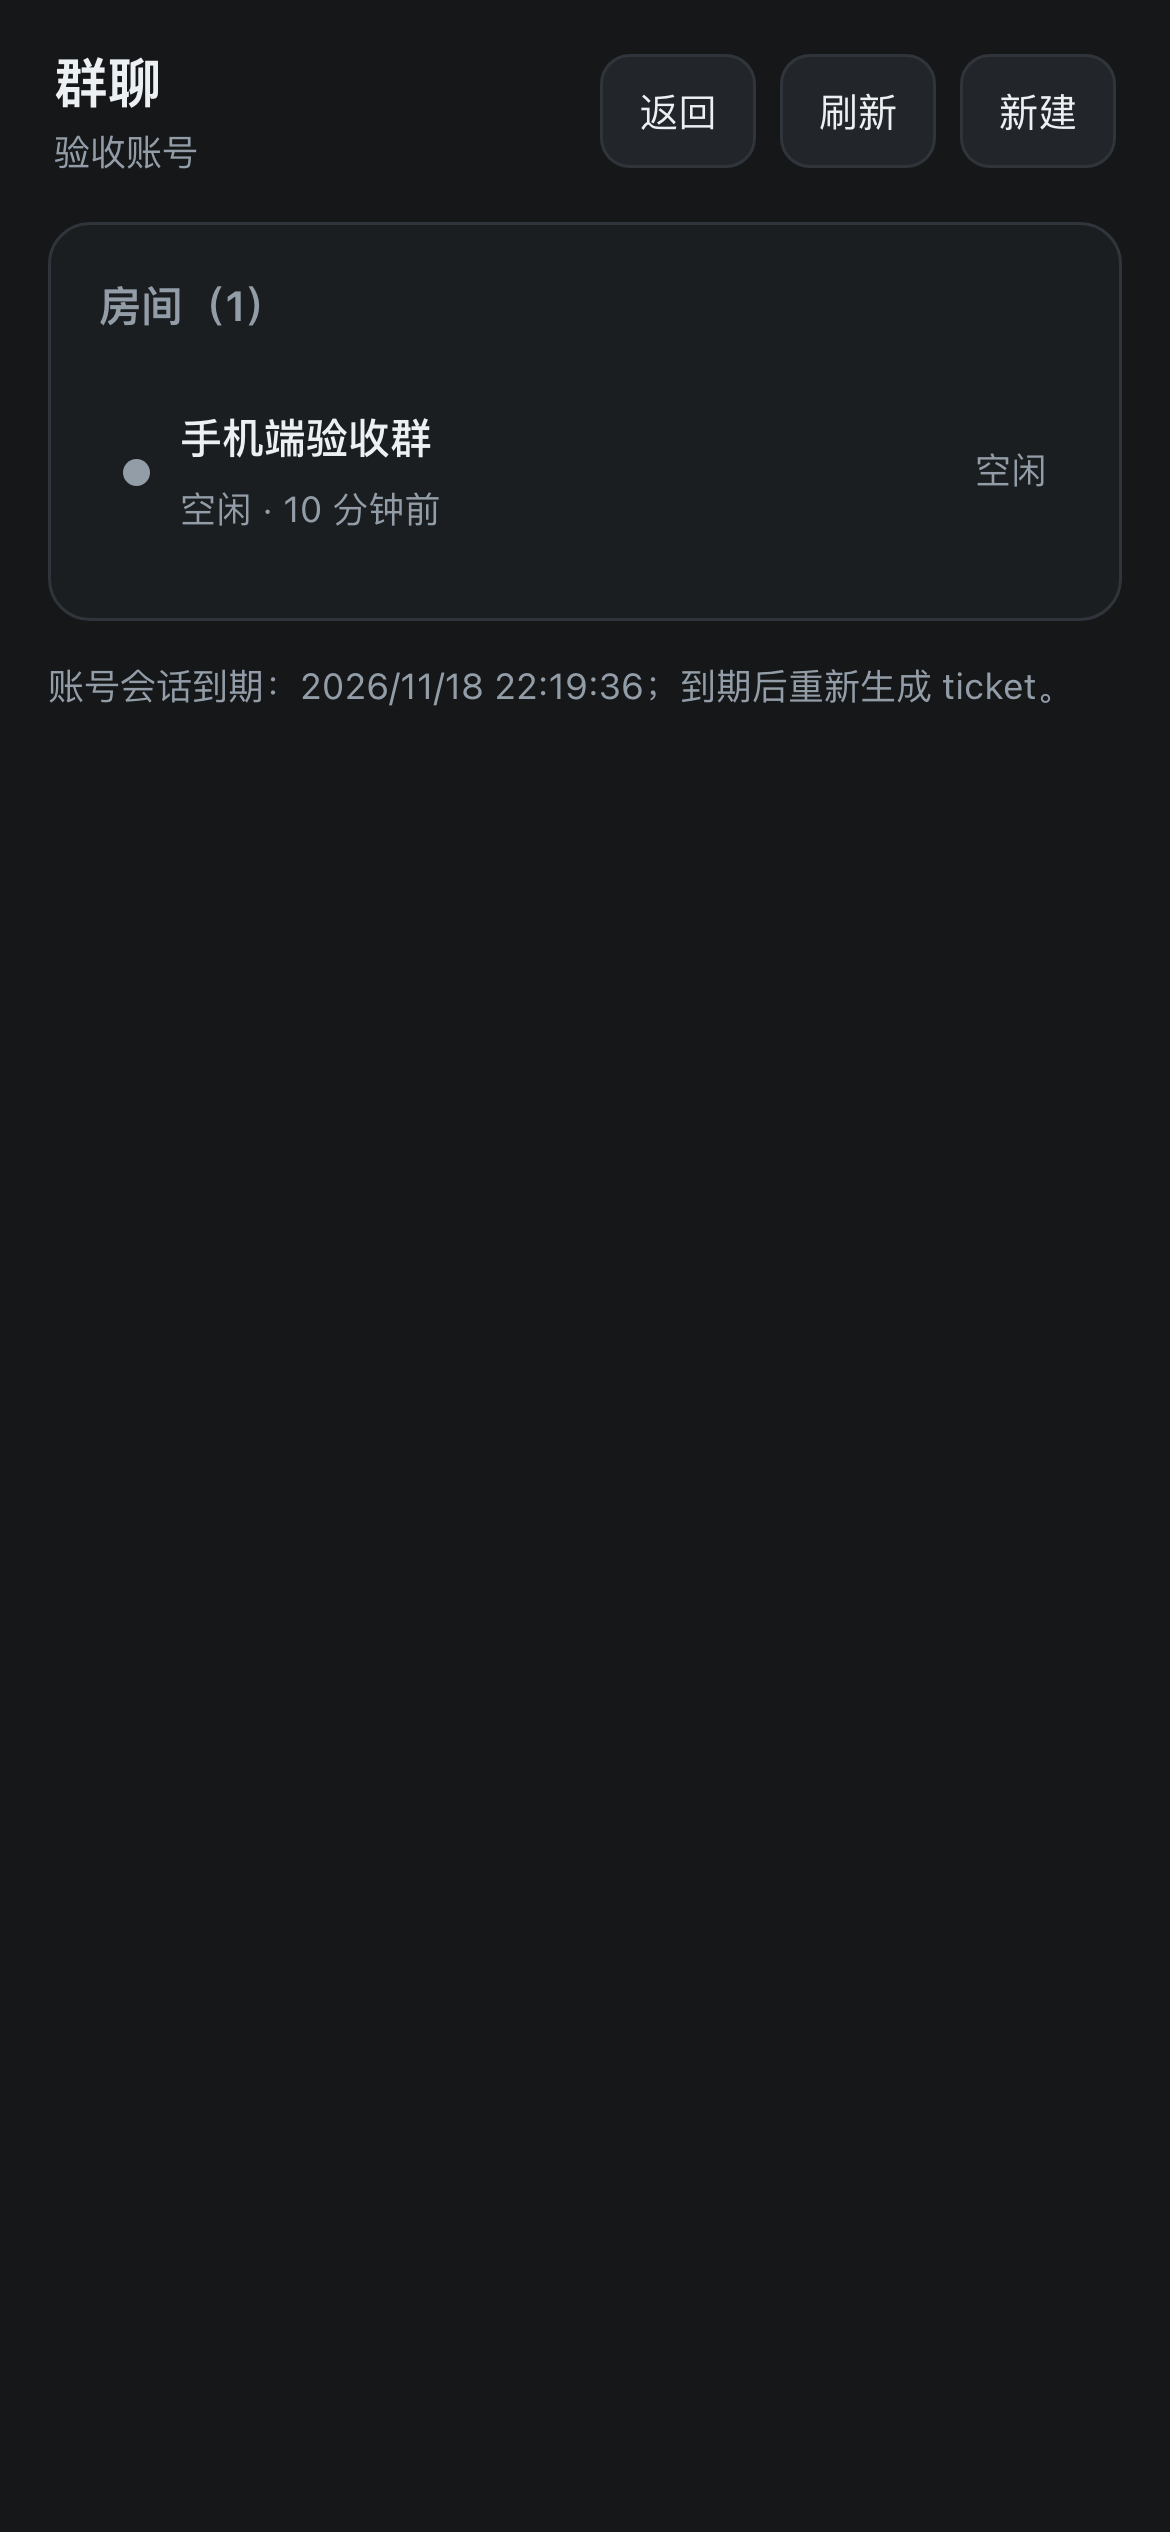 群聊
验收账号
返回
刷新
新建
房间（1）
手机端验收群
空闲 · 10 分钟前
空闲
账号会话到期：2026/11/18 22:19:36；到期后重新生成 ticket。